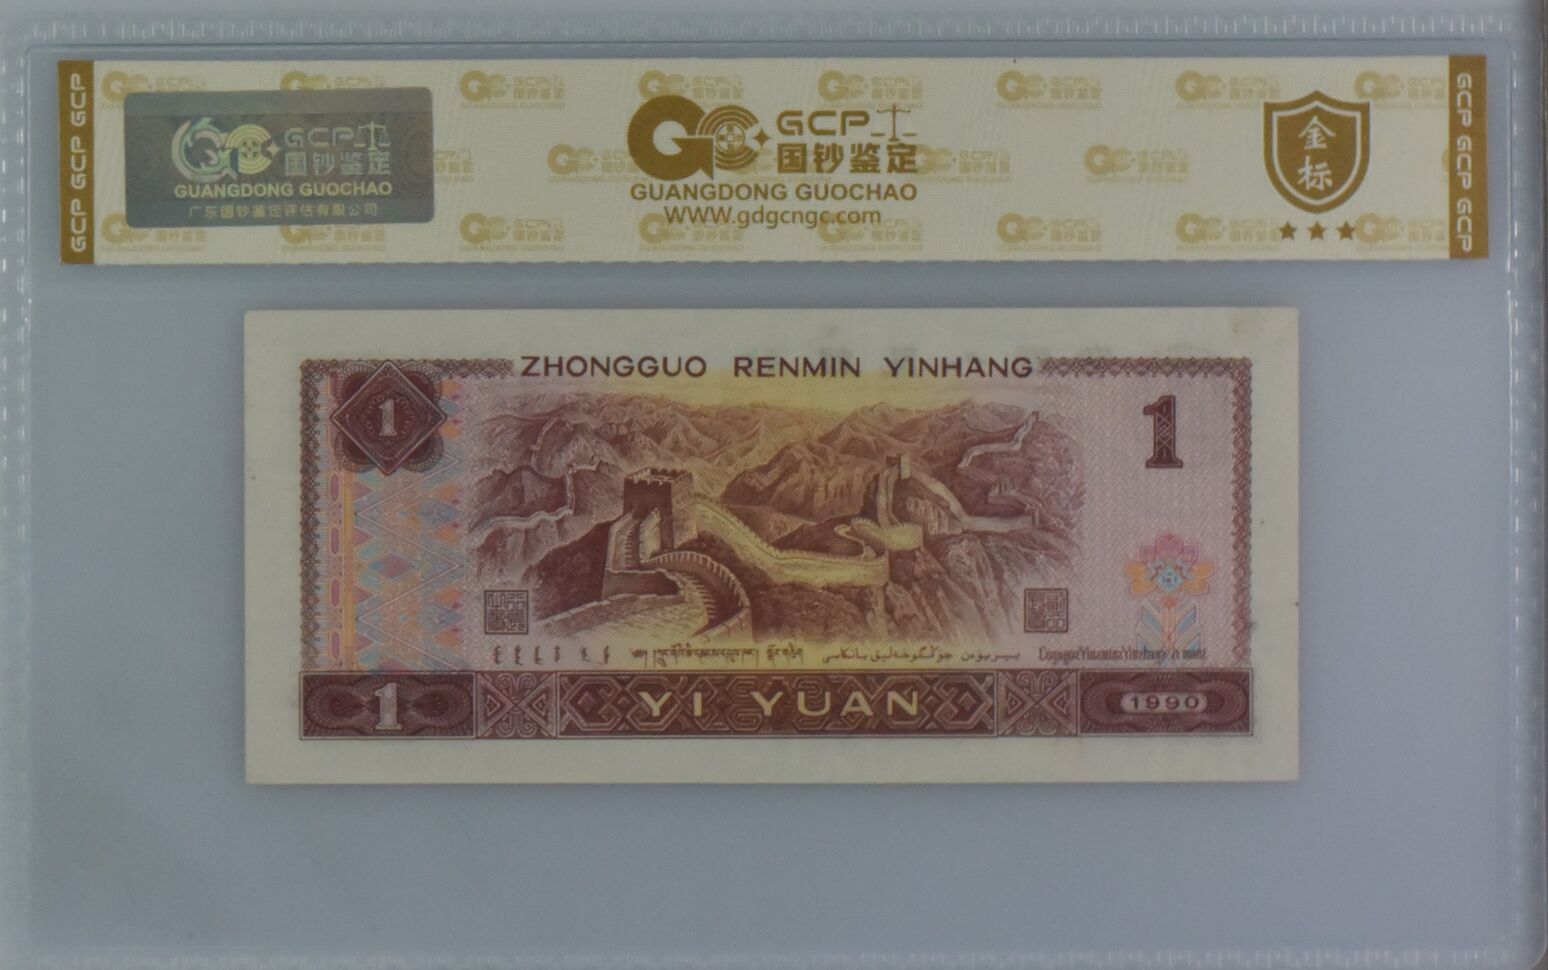 GCP GCP GCP
GCP
国钞鉴定
GUANGDONG GUOCHAO
广东国钞鉴定评估有限公司
GCP
国钞鉴定
GUANGDONG GUOCHAO
WWW.gdgcngc.com
金标
GCP GCP GCP
ZHONGGUO RENMIN YINHANG
1
1
1
YI YUAN
1990